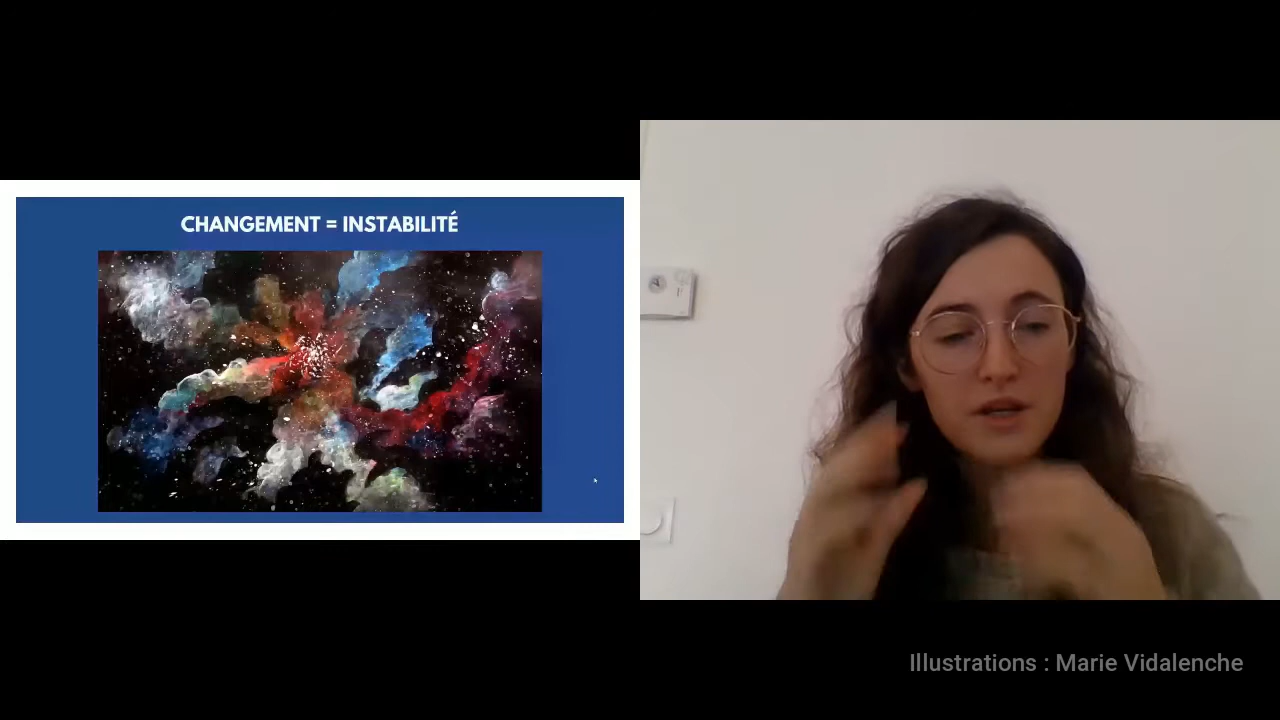 CHANGEMENT = INSTABILITÉ
Illustrations : Marie Vidalenche